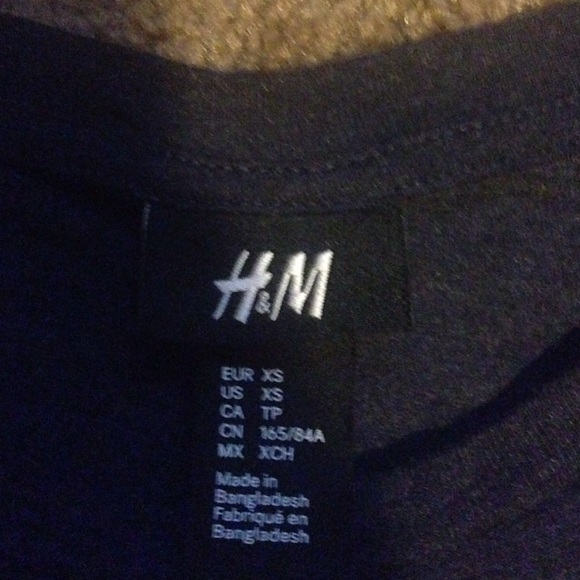 H&M
EUR XS
US XS
CA TP
CN 165/84A
MX XCH
Made in
Bangladesh
Fabriqué en
Bangladesh